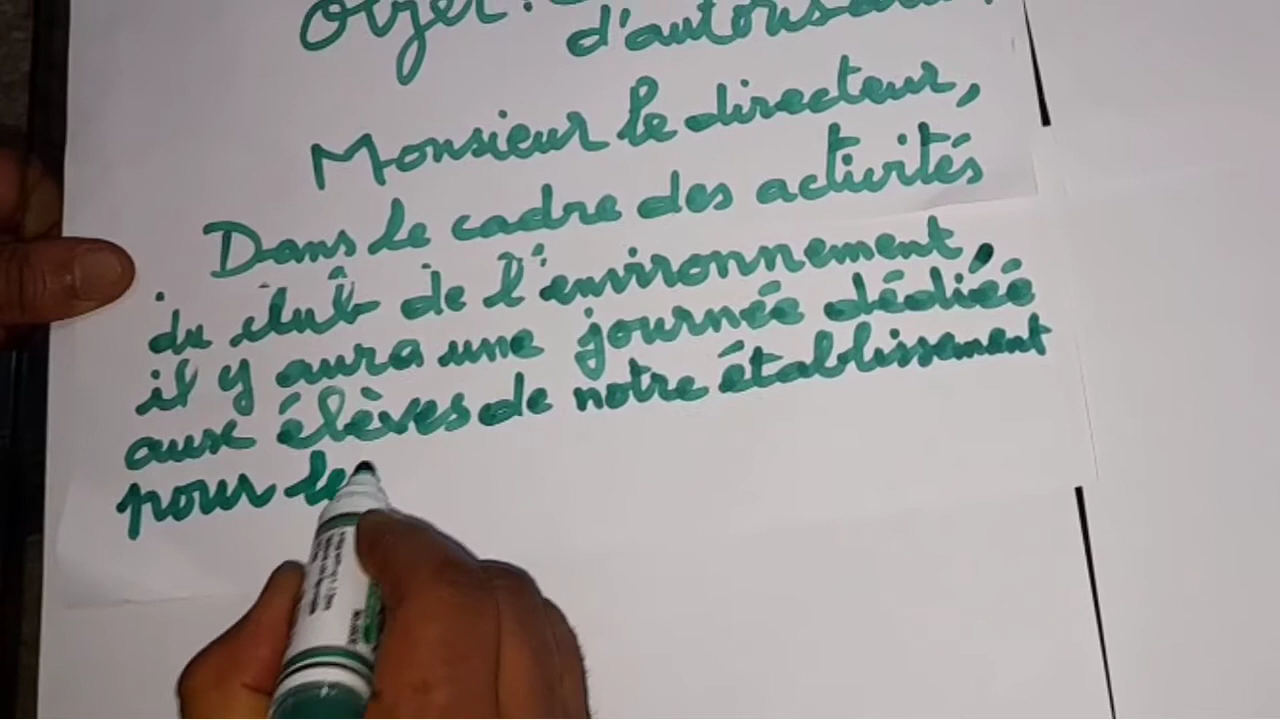 Objet :
Monsieur le directeur,
Dans le cadre des activités
du club de l'environnement,
il y aura une journée dédiée
aux élèves de notre établissement
pour le